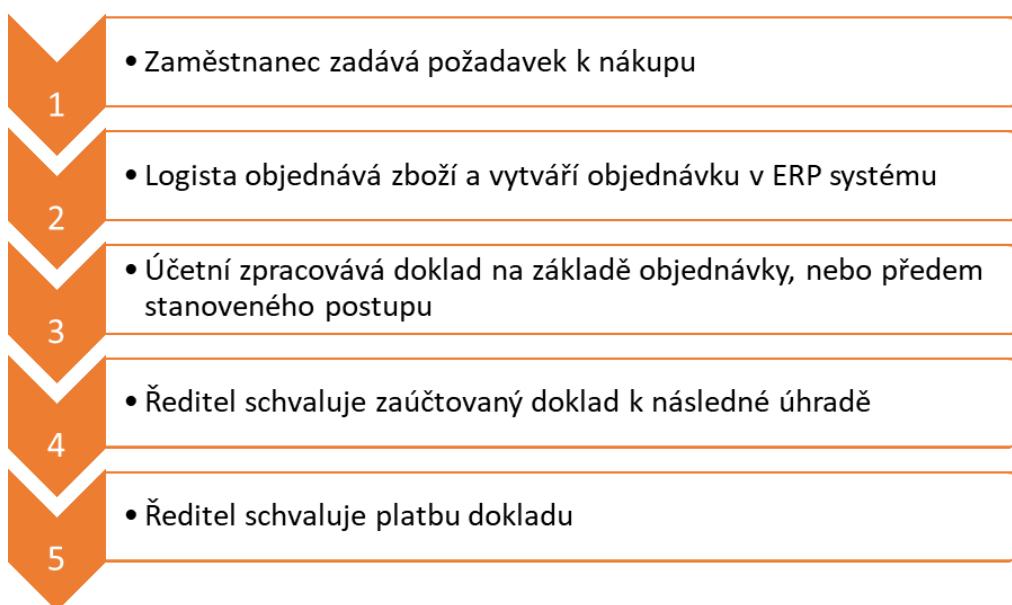 1
• Zaměstnanec zadává požadavek k nákupu
2
• Logista objednává zboží a vytváří objednávku v ERP systému
3
• Účetní zpracovává doklad na základě objednávky, nebo předem
stanoveného postupu
4
• Ředitel schvaluje zaúčtovaný doklad k následné úhradě
5
• Ředitel schvaluje platbu dokladu